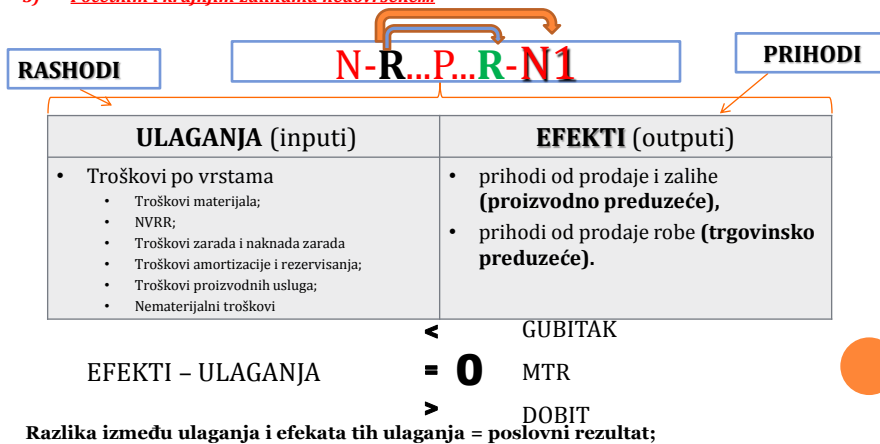 RASHODI
N-R...P...R-N1
PRIHODI
ULAGANJA (inputi)
EFEKTI (outputi)
• Troškovi po vrstama
• Troškovi materijala;
• NVRR;
• Troškovi zarada i naknada zarada
• Troškovi amortizacije i rezervisanja;
• Troškovi proizvodnih usluga;
• Nematerijalni troškovi
• prihodi od prodaje i zalihe
(proizvodno preduzeće),
• prihodi od prodaje robe (trgovinsko
preduzeće).
< GUBITAK
EFEKTI – ULAGANJA = 0 MTR
> DOBIT
Razlika između ulaganja i efekata tih ulaganja = poslovni rezultat;